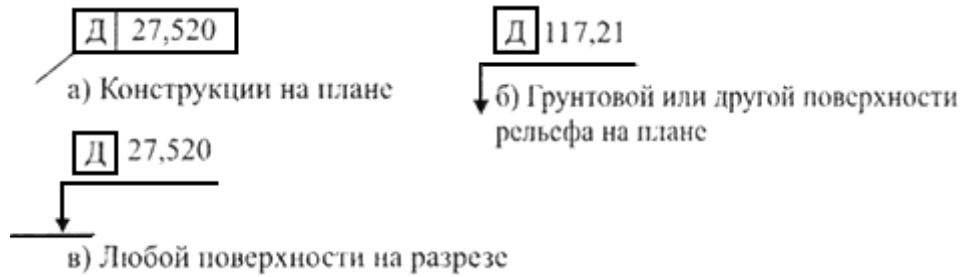 Д 27,520
а) Конструкции на плане
Д 117,21
б) Грунтовой или другой поверхности
рельефа на плане
Д 27,520
в) Любой поверхности на разрезе